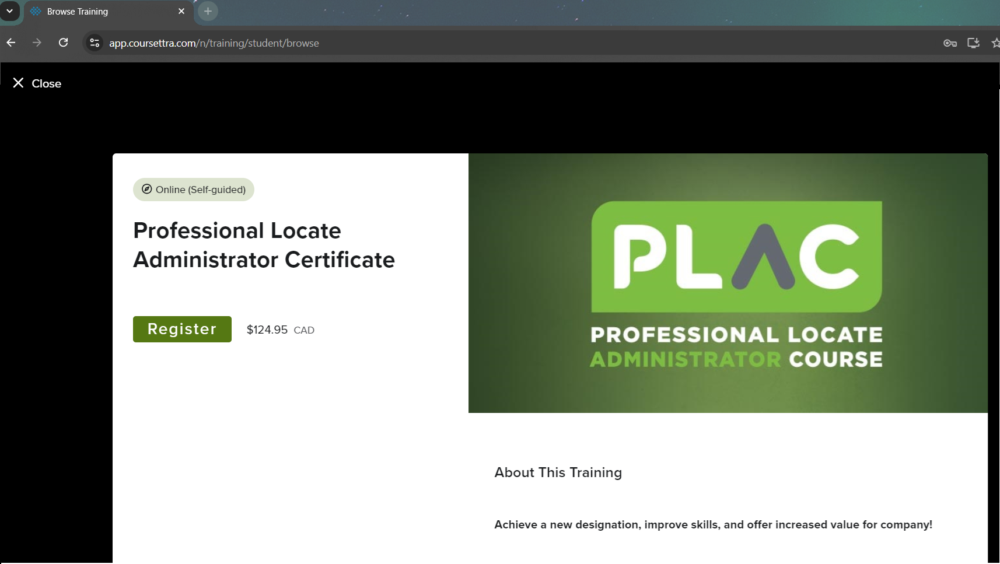 Browse Training
app.coursettra.com/n/training/student/browse
Close
Online (Self-guided)
Professional Locate
Administrator Certificate
Register $124.95 CAD
PLAC
PROFESSIONAL LOCATE
ADMINISTRATOR COURSE
About This Training
Achieve a new designation, improve skills, and offer increased value for company!